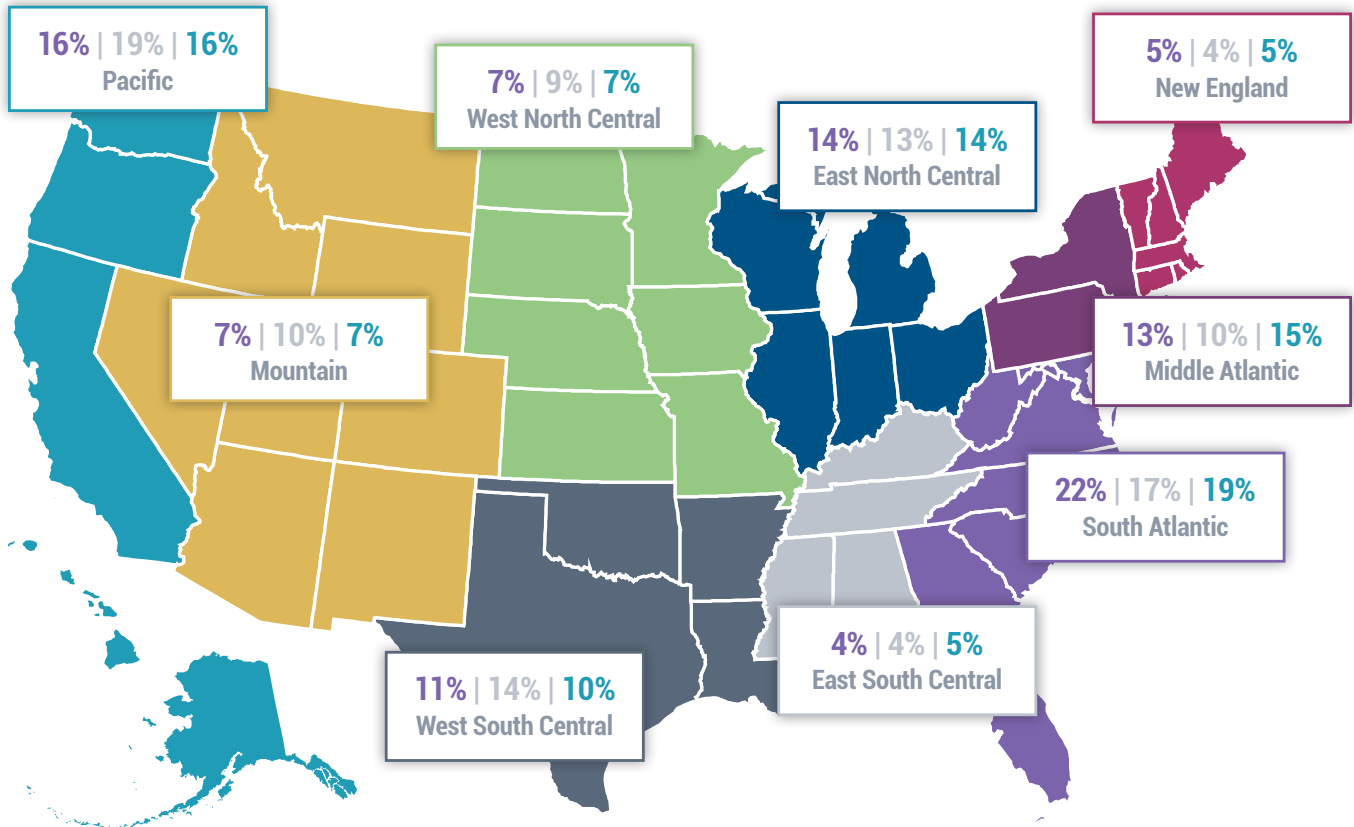 16% | 19% | 16%
Pacific
7% | 9% | 7%
West North Central
14% | 13% | 14%
East North Central
5% | 4% | 5%
New England
7% | 10% | 7%
Mountain
13% | 10% | 15%
Middle Atlantic
22% | 17% | 19%
South Atlantic
4% | 4% | 5%
East South Central
11% | 14% | 10%
West South Central